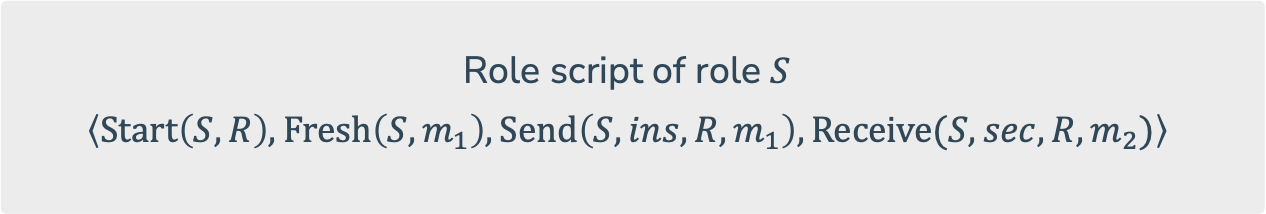 Role script of role S
⟨Start(S, R), Fresh(S, m₁), Send(S, ins, R, m₁), Receive(S, sec, R, m₂)⟩